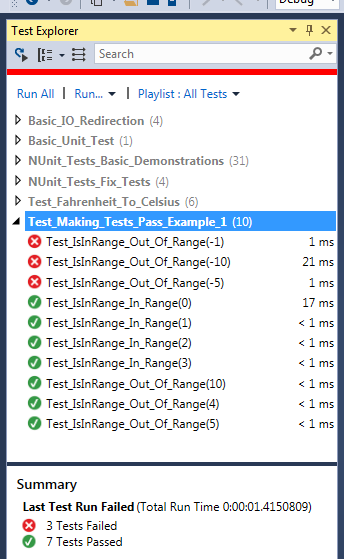 Debug
Test Explorer
Search
Run All | Run... | Playlist : All Tests
Basic_IO_Redirection (4)
Basic_Unit_Test (1)
NUnit_Tests_Basic_Demonstrations (31)
NUnit_Tests_Fix_Tests (4)
Test_Fahrenheit_To_Celsius (6)
Test_Making_Tests_Pass_Example_1 (10)
Test_IsInRange_Out_Of_Range(-1) 1 ms
Test_IsInRange_Out_Of_Range(-10) 21 ms
Test_IsInRange_Out_Of_Range(-5) 1 ms
Test_IsInRange_In_Range(0) 17 ms
Test_IsInRange_In_Range(1) < 1 ms
Test_IsInRange_In_Range(2) < 1 ms
Test_IsInRange_In_Range(3) < 1 ms
Test_IsInRange_Out_Of_Range(10) < 1 ms
Test_IsInRange_Out_Of_Range(4) < 1 ms
Test_IsInRange_Out_Of_Range(5) < 1 ms
Summary
Last Test Run Failed (Total Run Time 0:00:01.4150809)
3 Tests Failed
7 Tests Passed